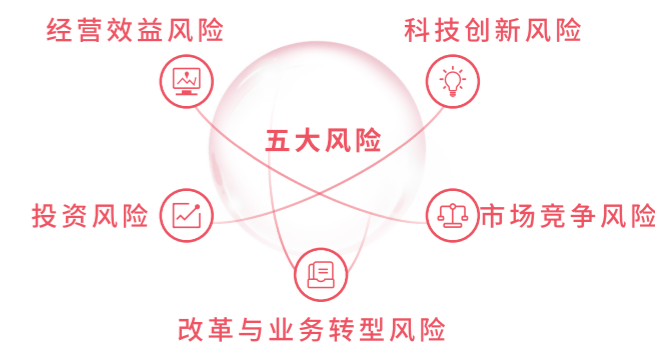 经营效益风险
科技创新风险
五大风险
投资风险
市场竞争风险
改革与业务转型风险